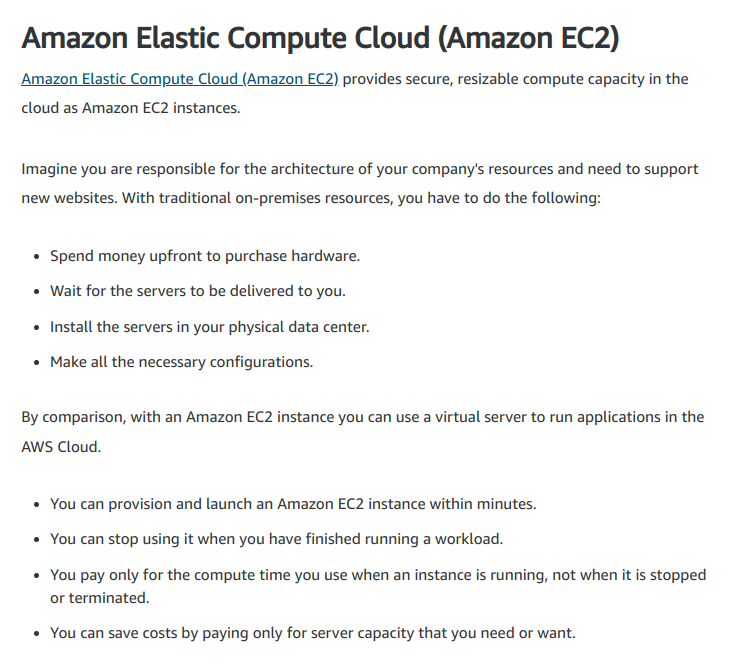 Amazon Elastic Compute Cloud (Amazon EC2)
Amazon Elastic Compute Cloud (Amazon EC2) provides secure, resizable compute capacity in the
cloud as Amazon EC2 instances.
Imagine you are responsible for the architecture of your company's resources and need to support
new websites. With traditional on-premises resources, you have to do the following:
• Spend money upfront to purchase hardware.
• Wait for the servers to be delivered to you.
• Install the servers in your physical data center.
• Make all the necessary configurations.
By comparison, with an Amazon EC2 instance you can use a virtual server to run applications in the
AWS Cloud.
• You can provision and launch an Amazon EC2 instance within minutes.
• You can stop using it when you have finished running a workload.
• You pay only for the compute time you use when an instance is running, not when it is stopped
or terminated.
• You can save costs by paying only for server capacity that you need or want.